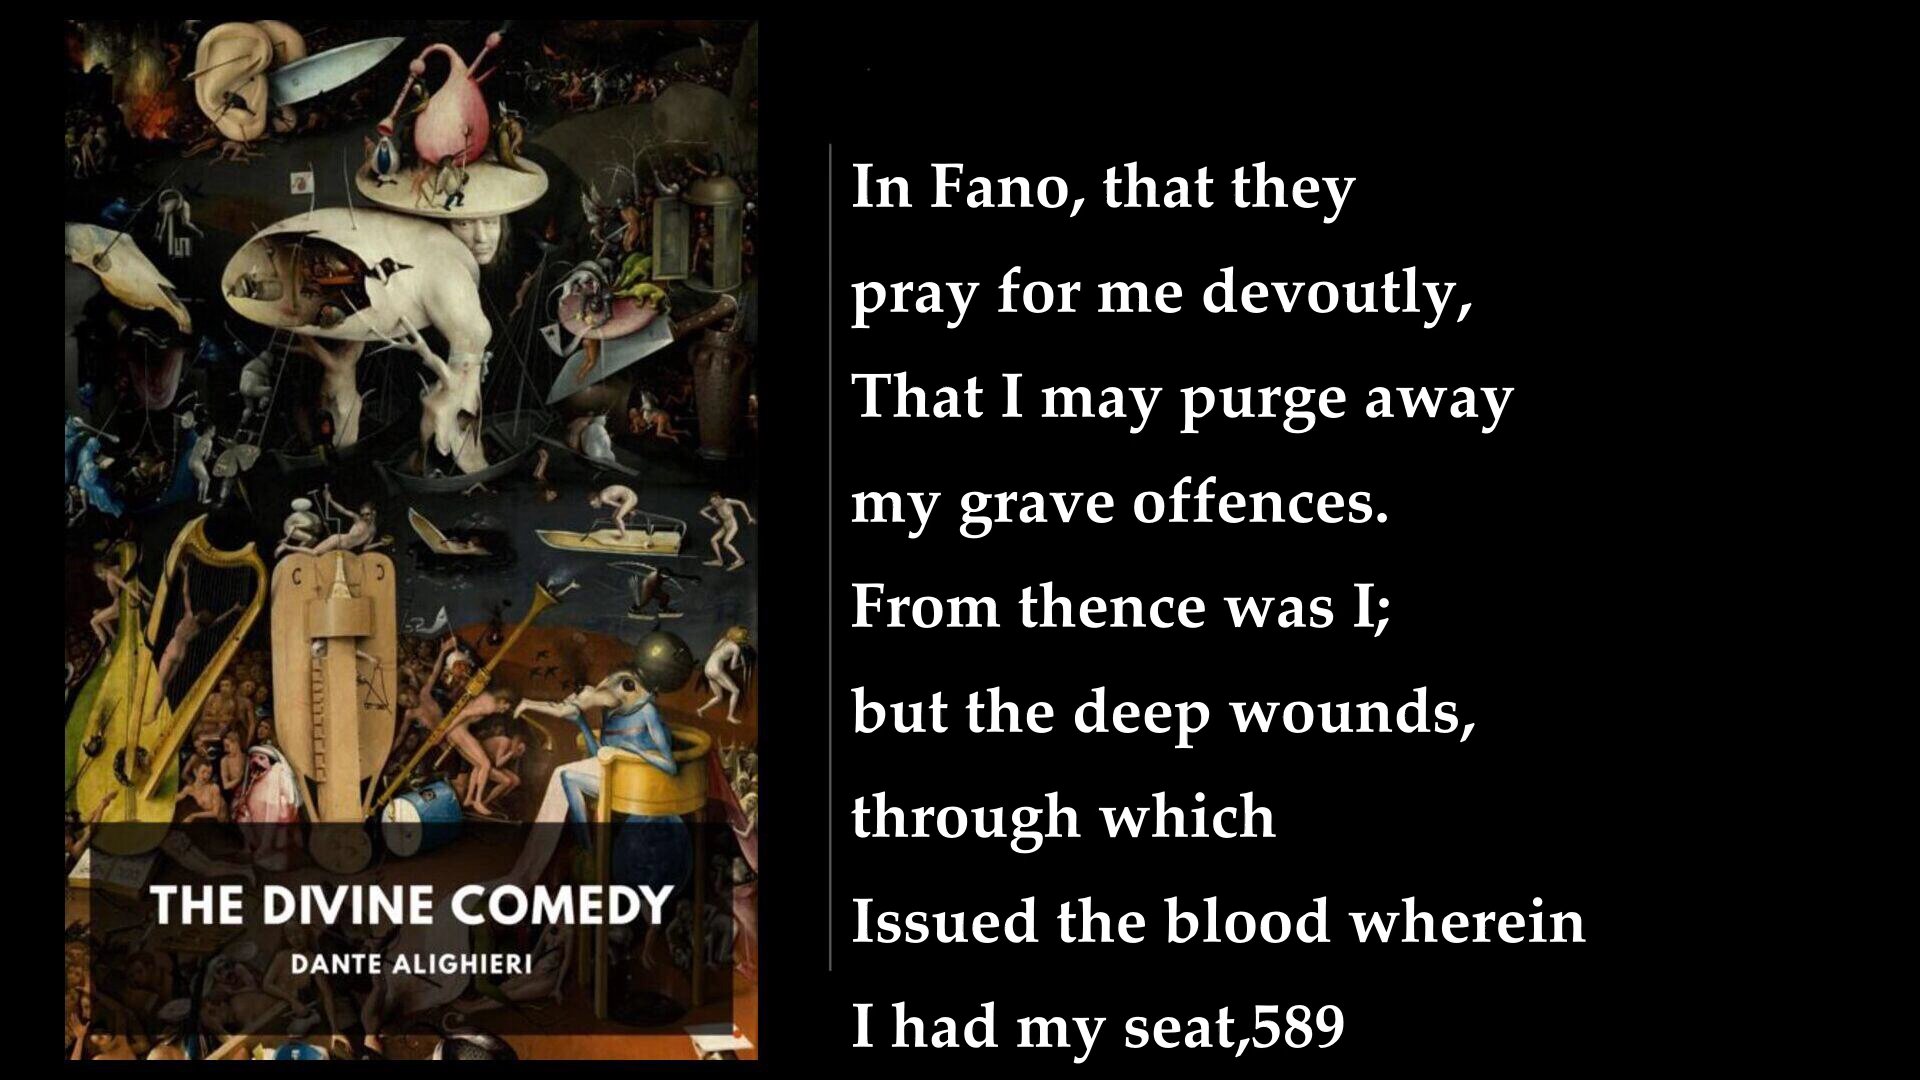 In Fano, that they
pray for me devoutly,
That I may purge away
my grave offences.
From thence was I;
but the deep wounds,
through which
Issued the blood wherein
I had my seat,589
THE DIVINE COMEDY
DANTE ALIGHIERI